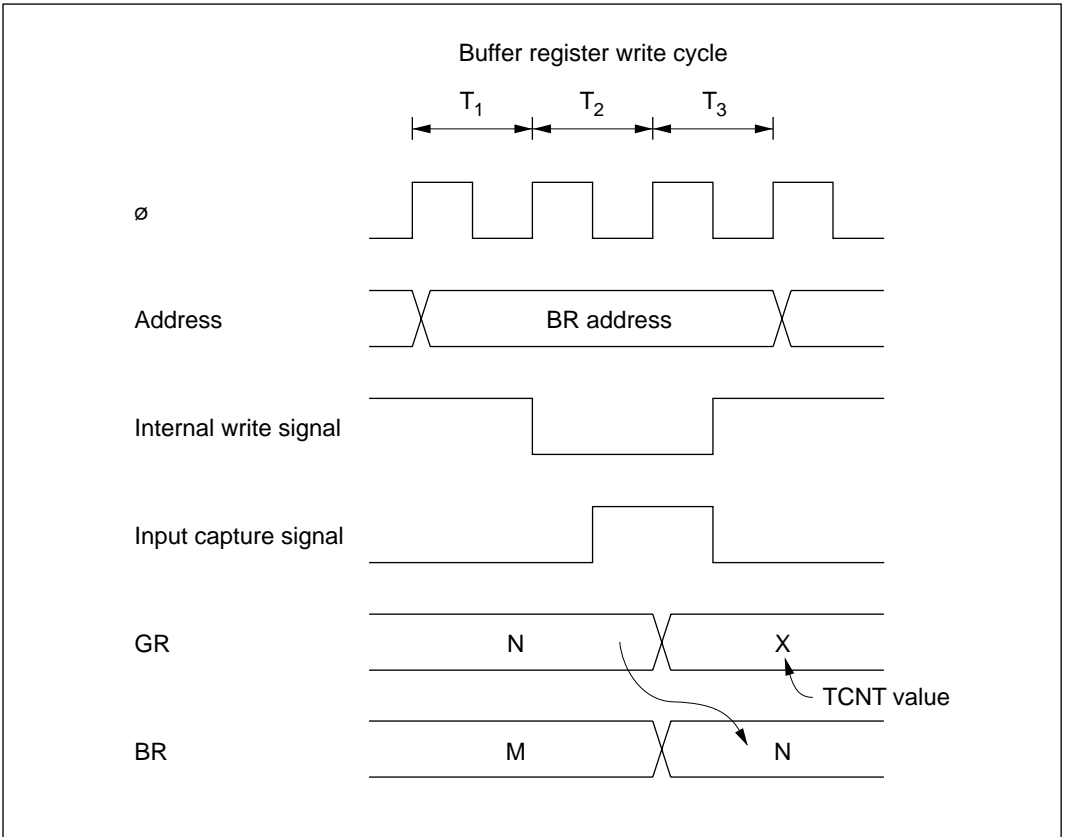 Buffer register write cycle
T1 T2 T3
ø
Address BR address
Internal write signal
Input capture signal
GR N X
TCNT value
BR M N